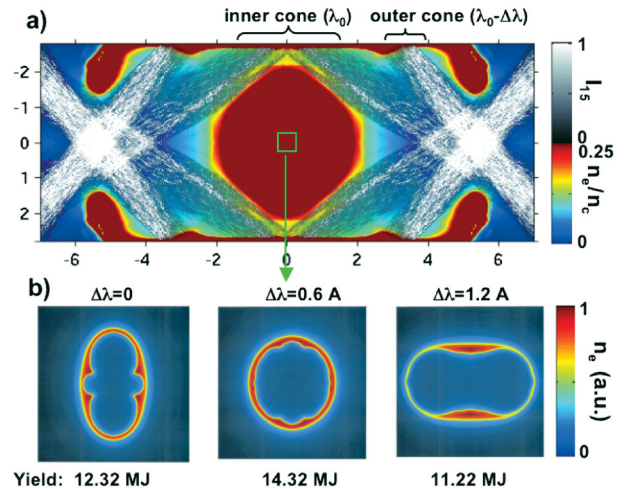 inner cone (λ₀) outer cone (λ₀-Δλ)
a)
-2
-1
0
1
2
-6 -4 -2 0 2 4 6
1
I₁₅
0
0.25
nₑ/n꜀
0
b)
Δλ=0 Δλ=0.6 A Δλ=1.2 A
1
nₑ (a.u.)
0
Yield: 12.32 MJ 14.32 MJ 11.22 MJ